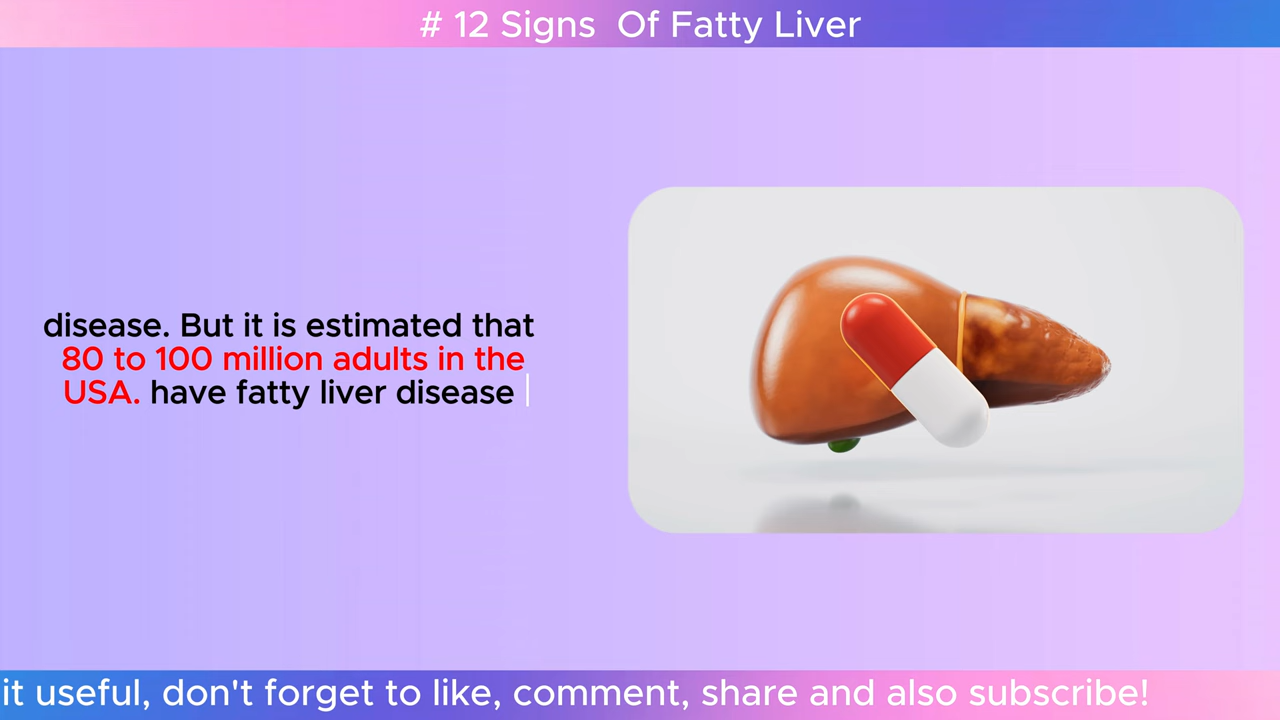 # 12 Signs  Of Fatty Liver
disease. But it is estimated that
80 to 100 million adults in the
USA. have fatty liver disease
it useful, don't forget to like, comment, share and also subscribe!